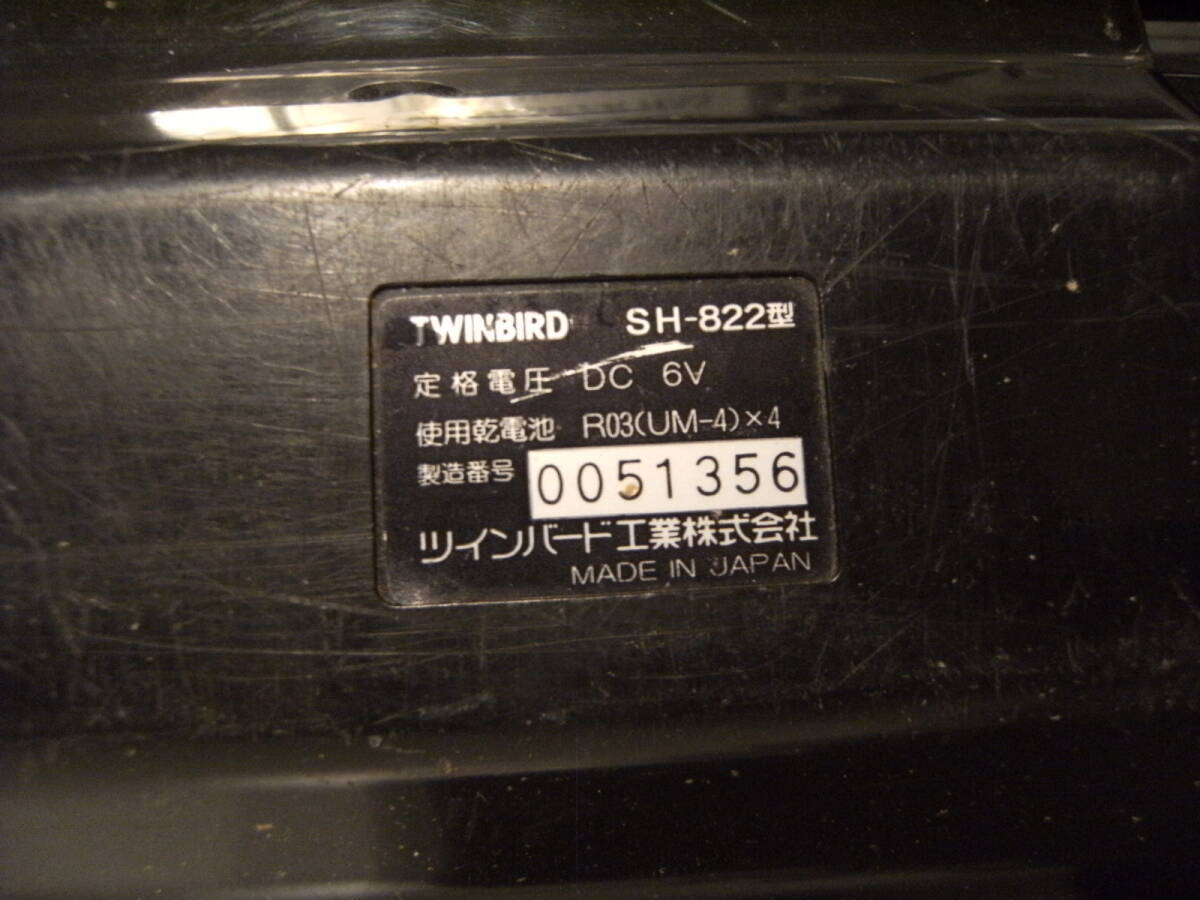 TWINBIRD SH-822型
定格電圧 DC 6V
使用乾電池 R03(UM-4)×4
製造番号 0051356
ツインバード工業株式会社
MADE IN JAPAN